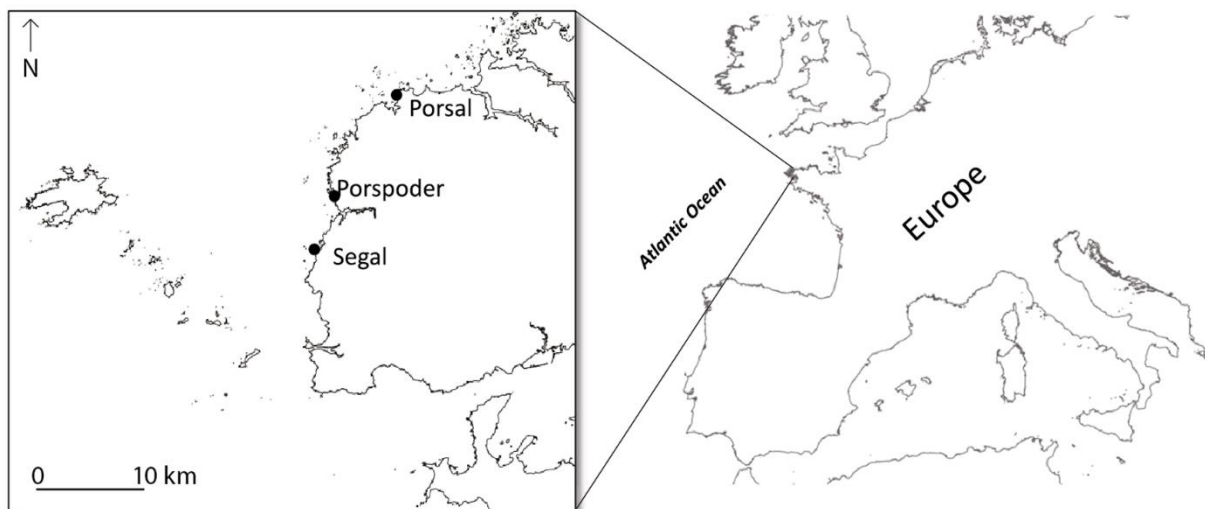 N
Porsal
Porspoder
Segal
0 10 km
Atlantic Ocean
Europe